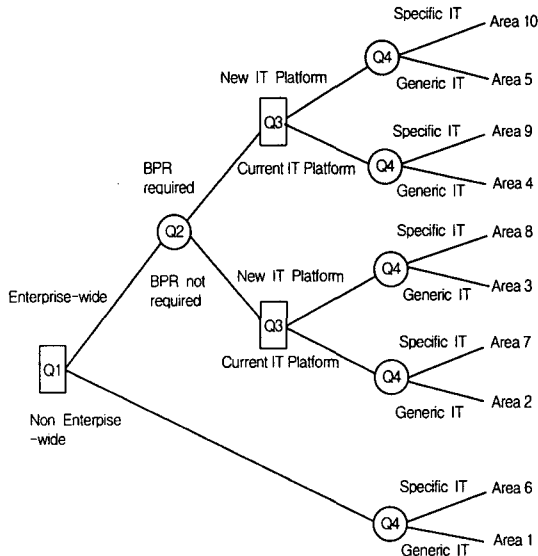 Specific IT
Area 10
Q4
New IT Platform
Generic IT
Area 5
Q3
Specific IT
Area 9
BPR
required
Current IT Platform
Q4
Generic IT
Area 4
Q2
Specific IT
Area 8
BPR not
required
New IT Platform
Q4
Generic IT
Area 3
Enterprise-wide
Q3
Specific IT
Area 7
Current IT Platform
Q1
Q4
Generic IT
Area 2
Non Enterpise
-wide
Specific IT
Area 6
Q4
Generic IT
Area 1